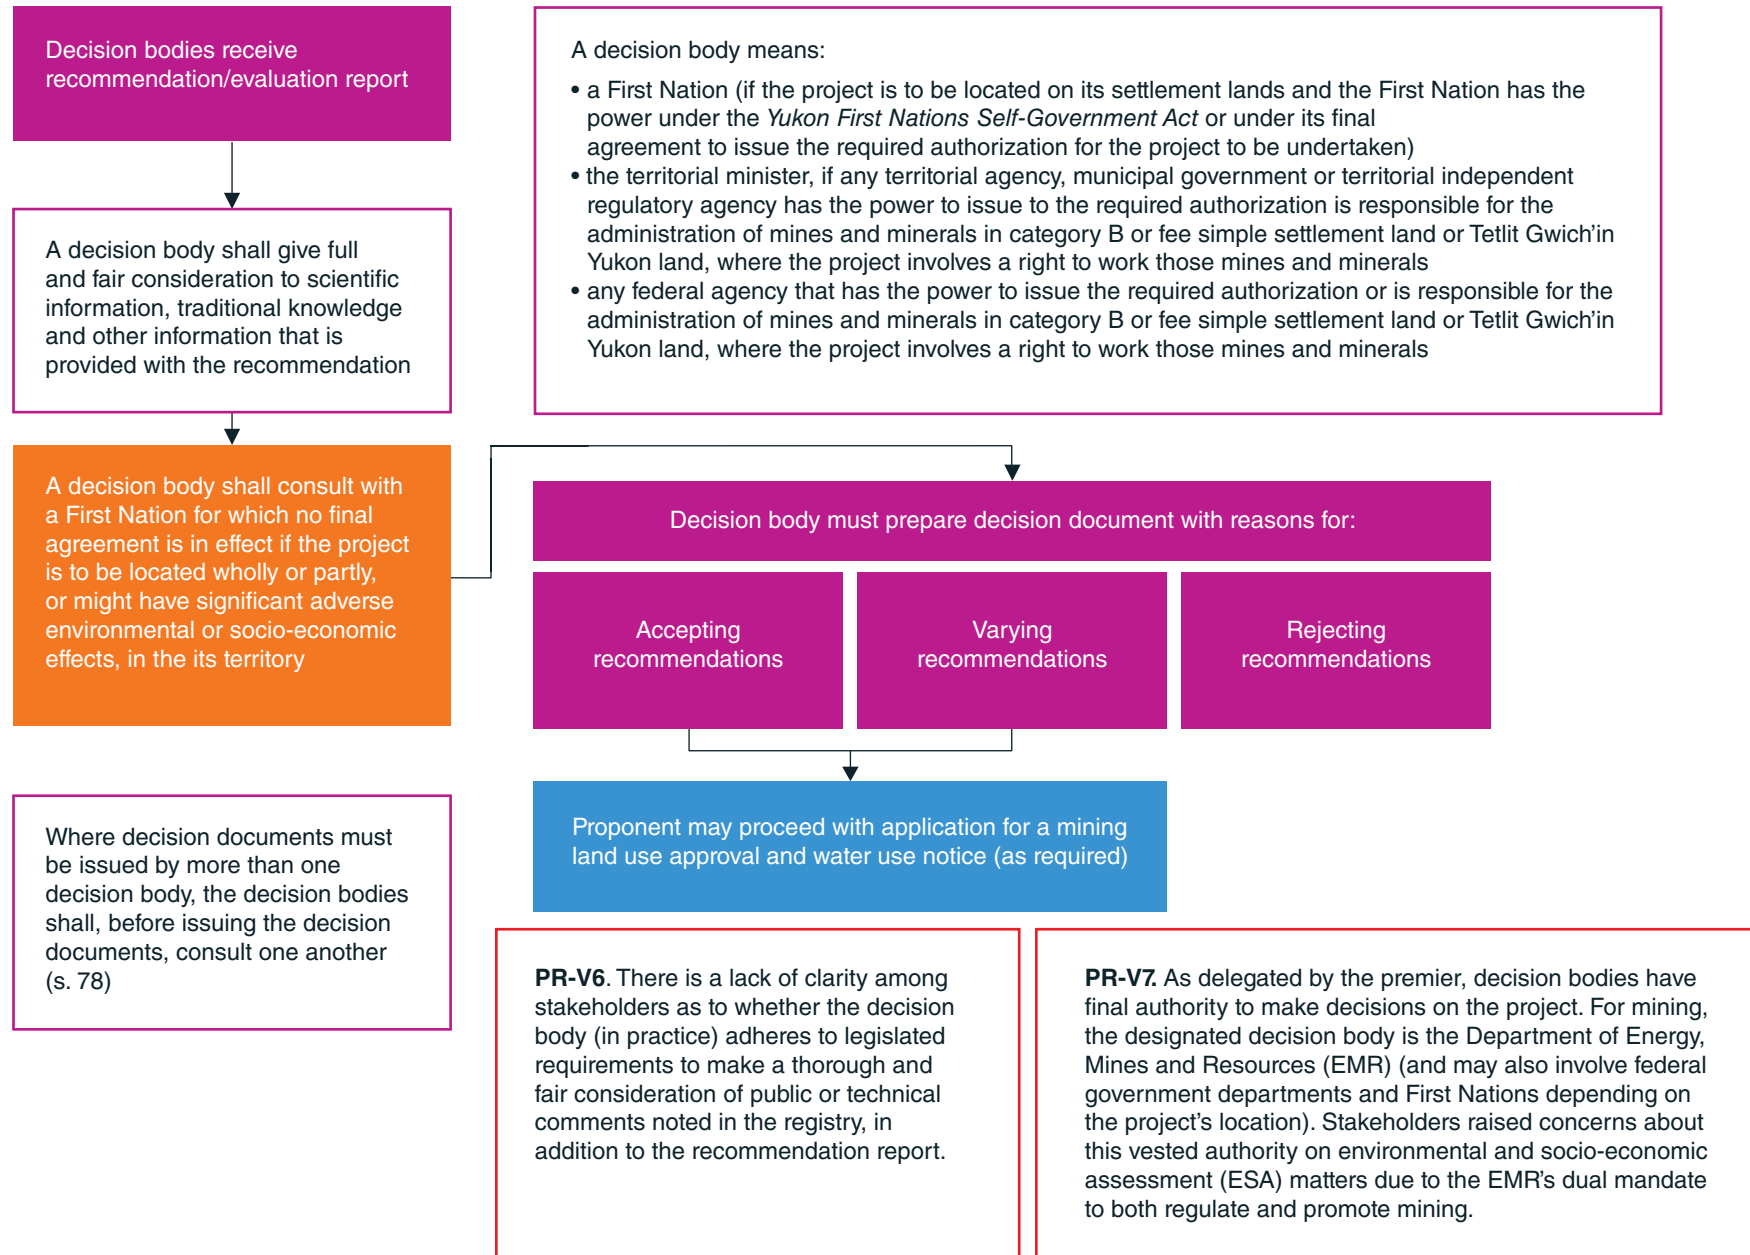 Decision bodies receive
recommendation/evaluation report
A decision body shall give full
and fair consideration to scientific
information, traditional knowledge
and other information that is
provided with the recommendation
A decision body shall consult with
a First Nation for which no final
agreement is in effect if the project
is to be located wholly or partly,
or might have significant adverse
environmental or socio-economic
effects, in the its territory
Where decision documents must
be issued by more than one
decision body, the decision bodies
shall, before issuing the decision
documents, consult one another
(s. 78)
A decision body means:
• a First Nation (if the project is to be located on its settlement lands and the First Nation has the
power under the Yukon First Nations Self-Government Act or under its final
agreement to issue the required authorization for the project to be undertaken)
• the territorial minister, if any territorial agency, municipal government or territorial independent
regulatory agency has the power to issue to the required authorization is responsible for the
administration of mines and minerals in category B or fee simple settlement land or Tetlit Gwich’in
Yukon land, where the project involves a right to work those mines and minerals
• any federal agency that has the power to issue the required authorization or is responsible for the
administration of mines and minerals in category B or fee simple settlement land or Tetlit Gwich’in
Yukon land, where the project involves a right to work those mines and minerals
Decision body must prepare decision document with reasons for:
Accepting
recommendations
Varying
recommendations
Rejecting
recommendations
Proponent may proceed with application for a mining
land use approval and water use notice (as required)
PR-V6. There is a lack of clarity among
stakeholders as to whether the decision
body (in practice) adheres to legislated
requirements to make a thorough and
fair consideration of public or technical
comments noted in the registry, in
addition to the recommendation report.
PR-V7. As delegated by the premier, decision bodies have
final authority to make decisions on the project. For mining,
the designated decision body is the Department of Energy,
Mines and Resources (EMR) (and may also involve federal
government departments and First Nations depending on
the project’s location). Stakeholders raised concerns about
this vested authority on environmental and socio-economic
assessment (ESA) matters due to the EMR’s dual mandate
to both regulate and promote mining.